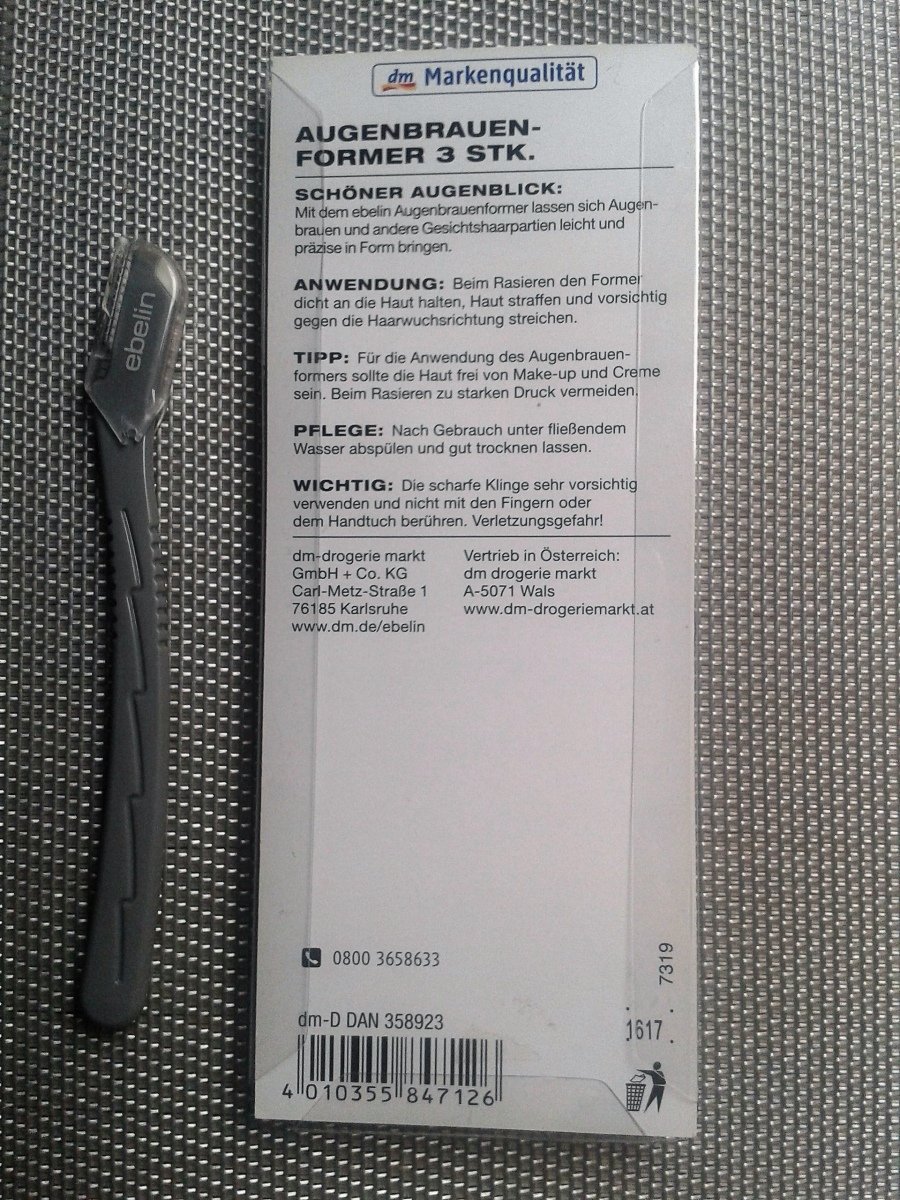 ebelin
dm Markenqualität
AUGENBRAUEN-
FORMER 3 STK.
SCHÖNER AUGENBLICK:
Mit dem ebelin Augenbrauenformer lassen sich Augen-
brauen und andere Gesichtshaarpartien leicht und
präzise in Form bringen.
ANWENDUNG: Beim Rasieren den Former
dicht an die Haut halten, Haut straffen und vorsichtig
gegen die Haarwuchsrichtung streichen.
TIPP: Für die Anwendung des Augenbrauen-
formers sollte die Haut frei von Make-up und Creme
sein. Beim Rasieren zu starken Druck vermeiden.
PFLEGE: Nach Gebrauch unter fließendem
Wasser abspülen und gut trocknen lassen.
WICHTIG: Die scharfe Klinge sehr vorsichtig
verwenden und nicht mit den Fingern oder
dem Handtuch berühren. Verletzungsgefahr!
dm-drogerie markt
GmbH + Co. KG
Carl-Metz-Straße 1
76185 Karlsruhe
www.dm.de/ebelin
Vertrieb in Österreich:
dm drogerie markt
A-5071 Wals
www.dm-drogeriemarkt.at
0800 3658633
7319
dm-D DAN 358923
1617
4 010355 847126